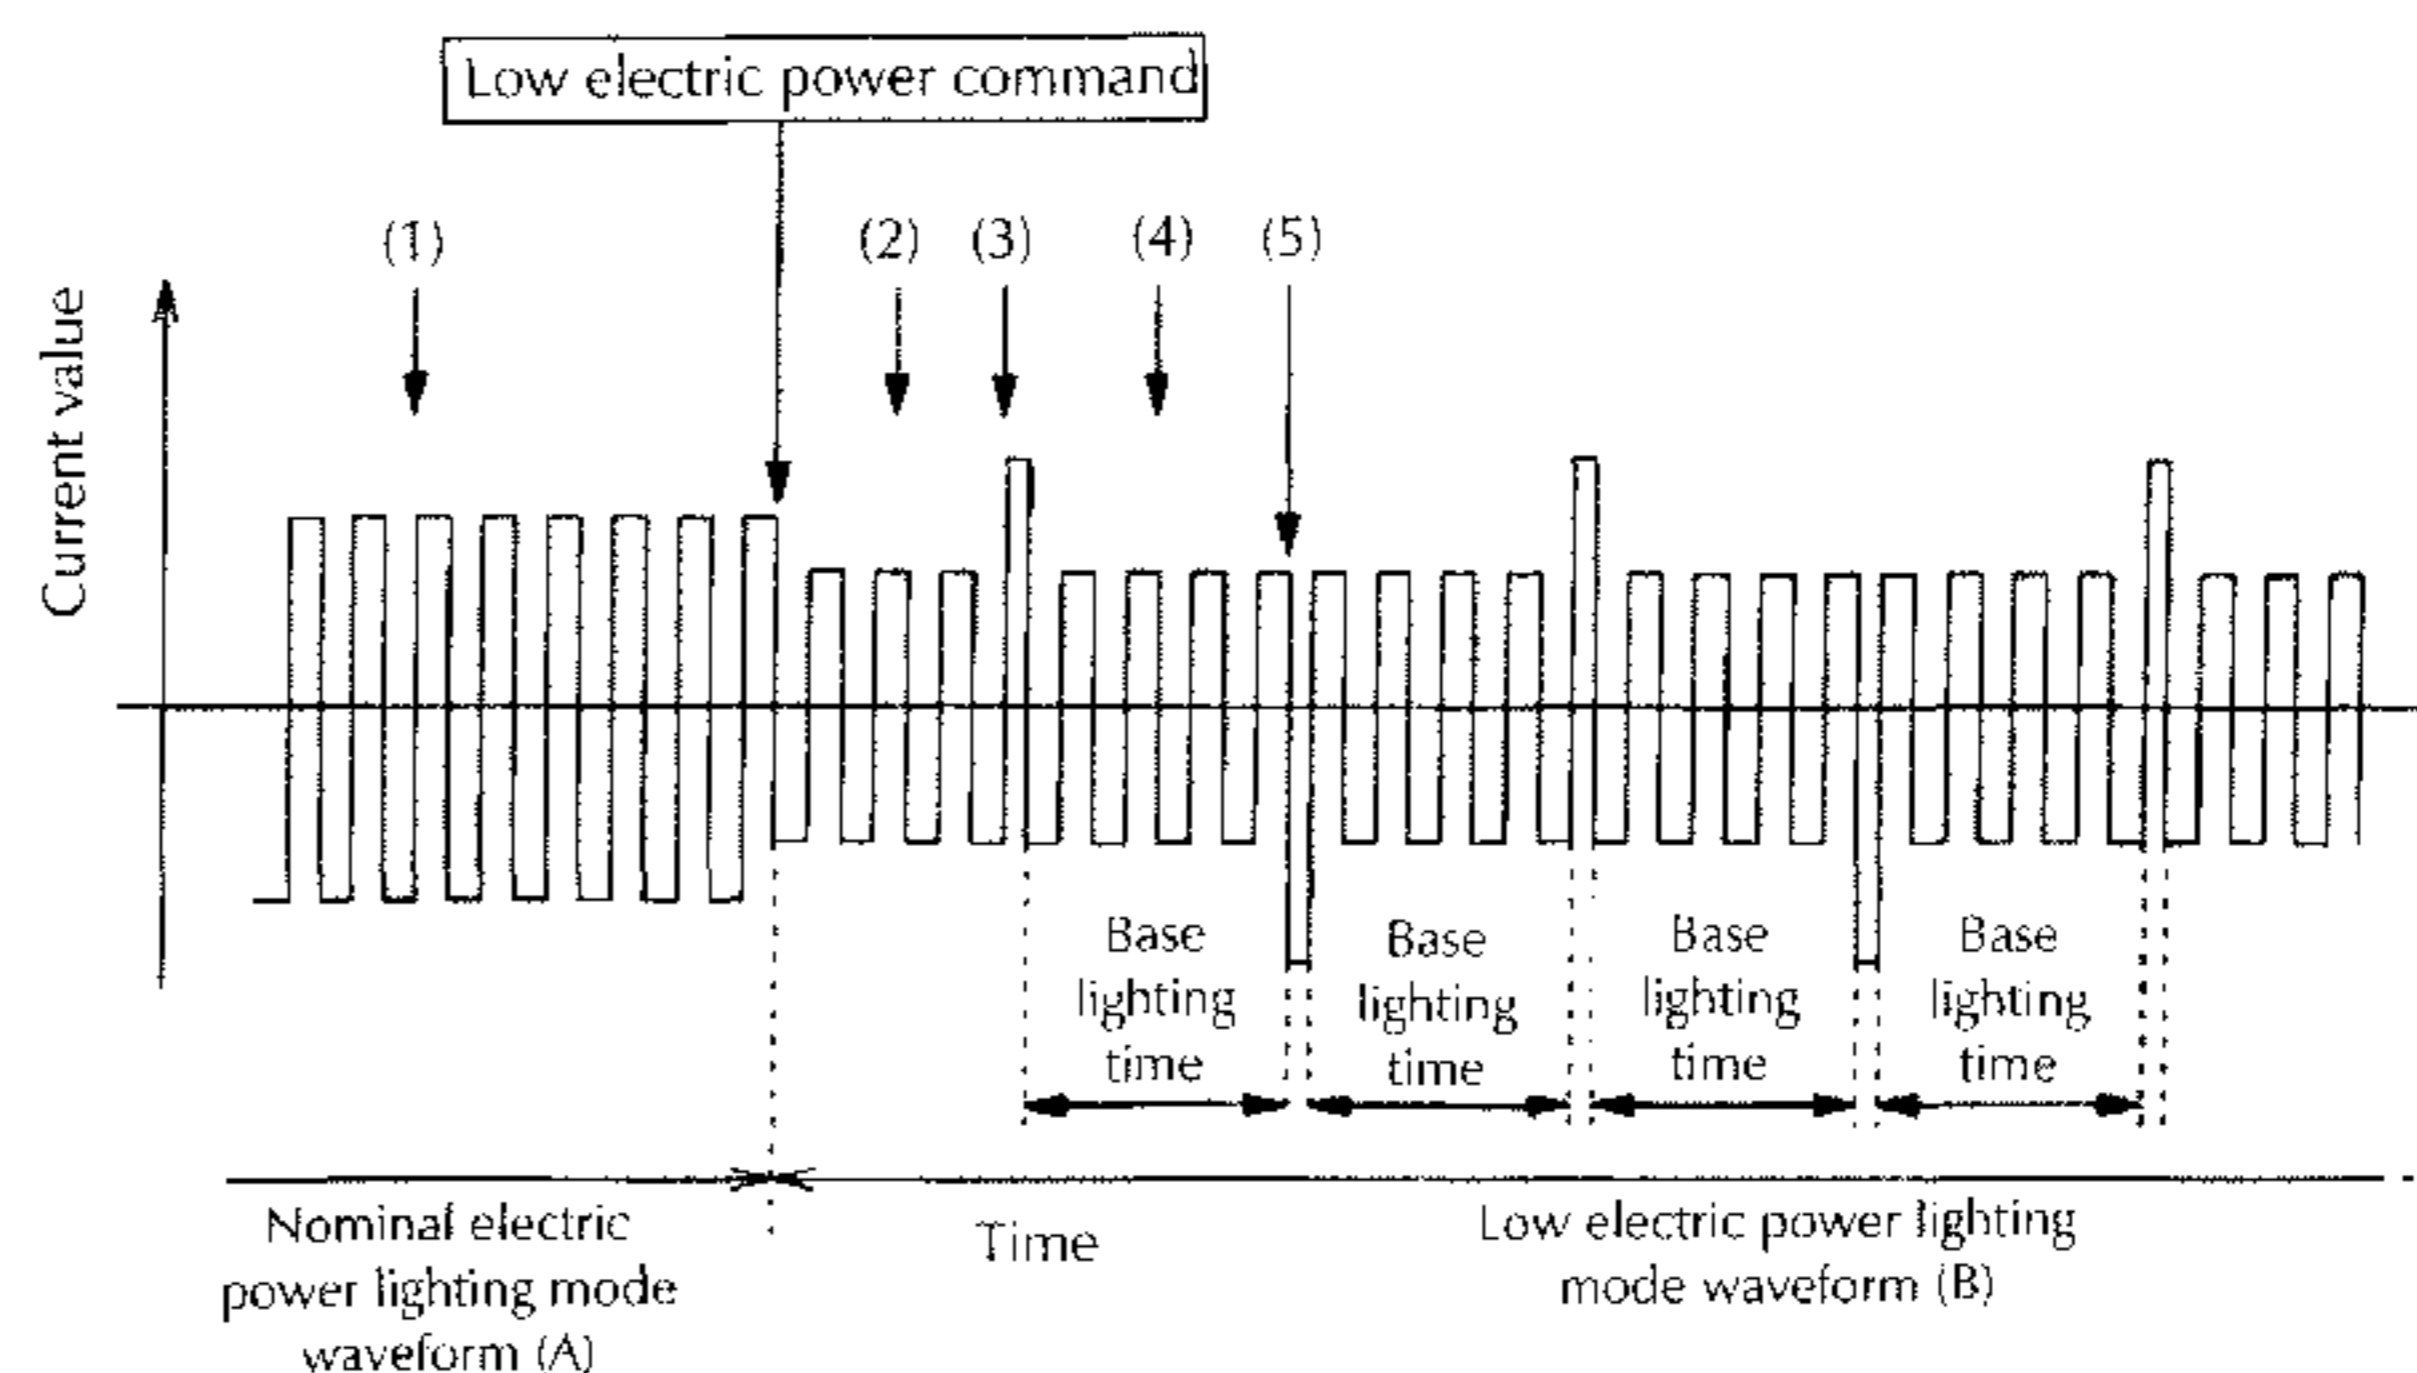 Low electric power command
(1)
(2)
(3)
(4)
(5)
Current value
Base
lighting
time
Base
lighting
time
Base
lighting
time
Base
lighting
time
Nominal electric
power lighting mode
waveform (A)
Time
Low electric power lighting
mode waveform (B)